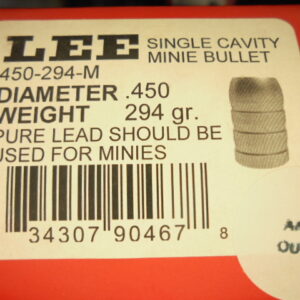 LEE SINGLE CAVITY
MINIE BULLET
450-294-M
DIAMETER .450
WEIGHT 294 gr.
PURE LEAD SHOULD BE
USED FOR MINIES
34307 90467 8